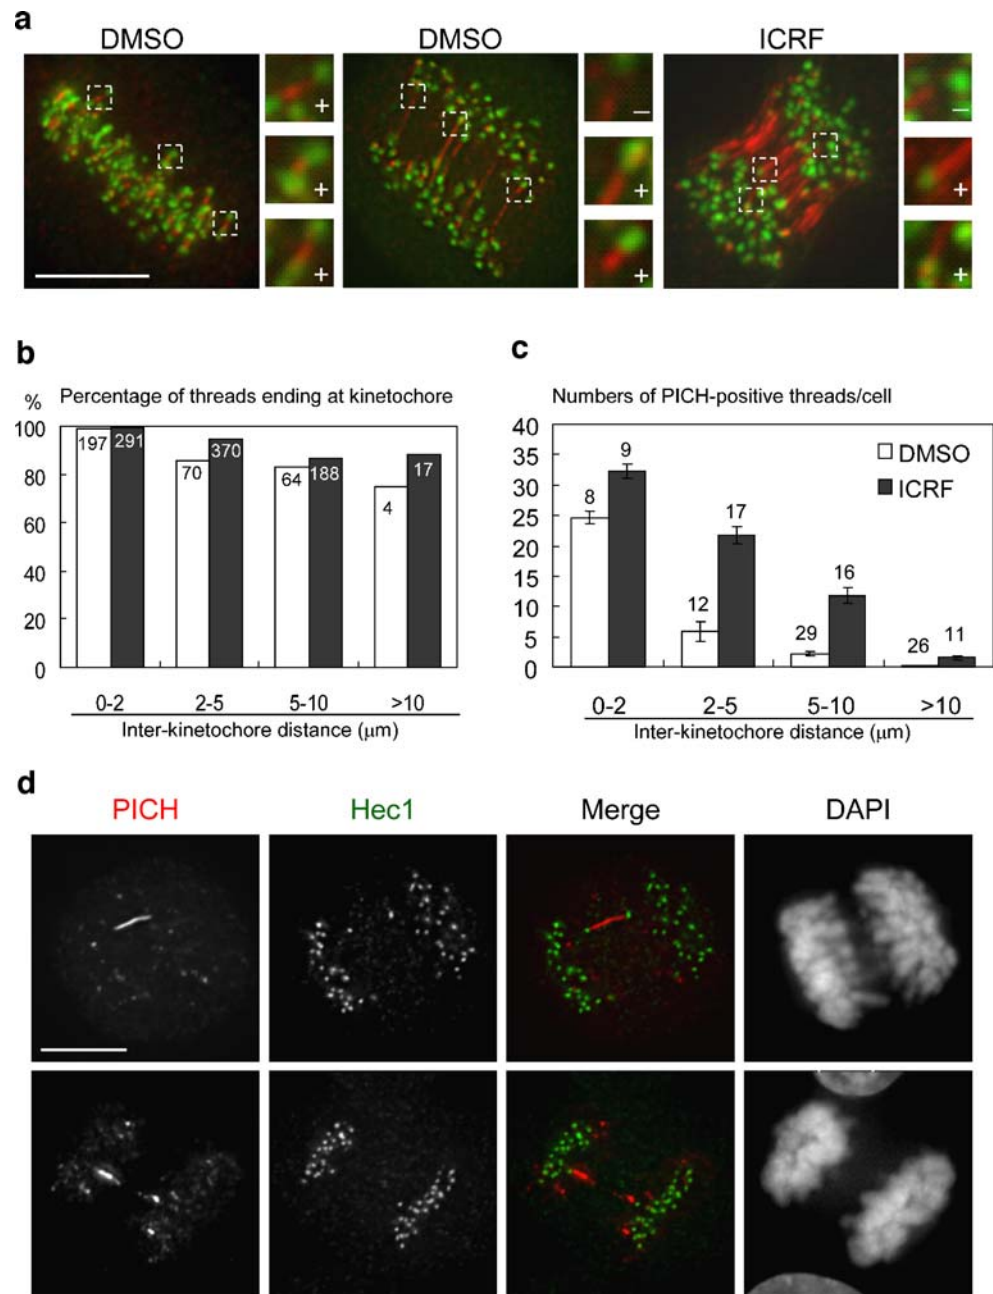 a
DMSO DMSO ICRF
+ − −
+ + +
+ + +
b
% Percentage of threads ending at kinetochore
100
80
60
40
20
0
197 291 70 370 64 188 4 17
0-2 2-5 5-10 >10
Inter-kinetochore distance (μm)
c
Numbers of PICH-positive threads/cell
40
35
30
25
20
15
10
5
0
DMSO
ICRF
8 9 12 17 29 16 26 11
0-2 2-5 5-10 >10
Inter-kinetochore distance (μm)
d
PICH Hec1 Merge DAPI